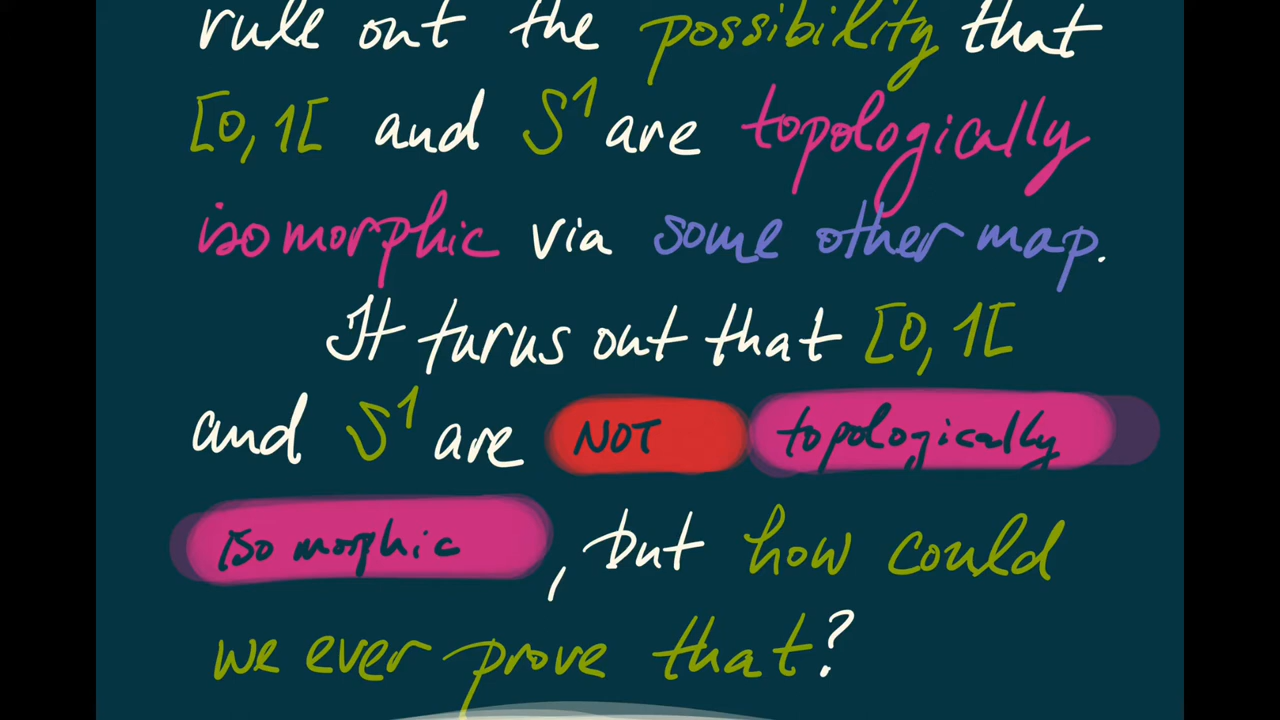 rule out the possibility that
[0, 1[ and S¹ are topologically
isomorphic via some other map.
It turns out that [0, 1[
and S¹ are NOT topologically
isomorphic, but how could
we ever prove that?